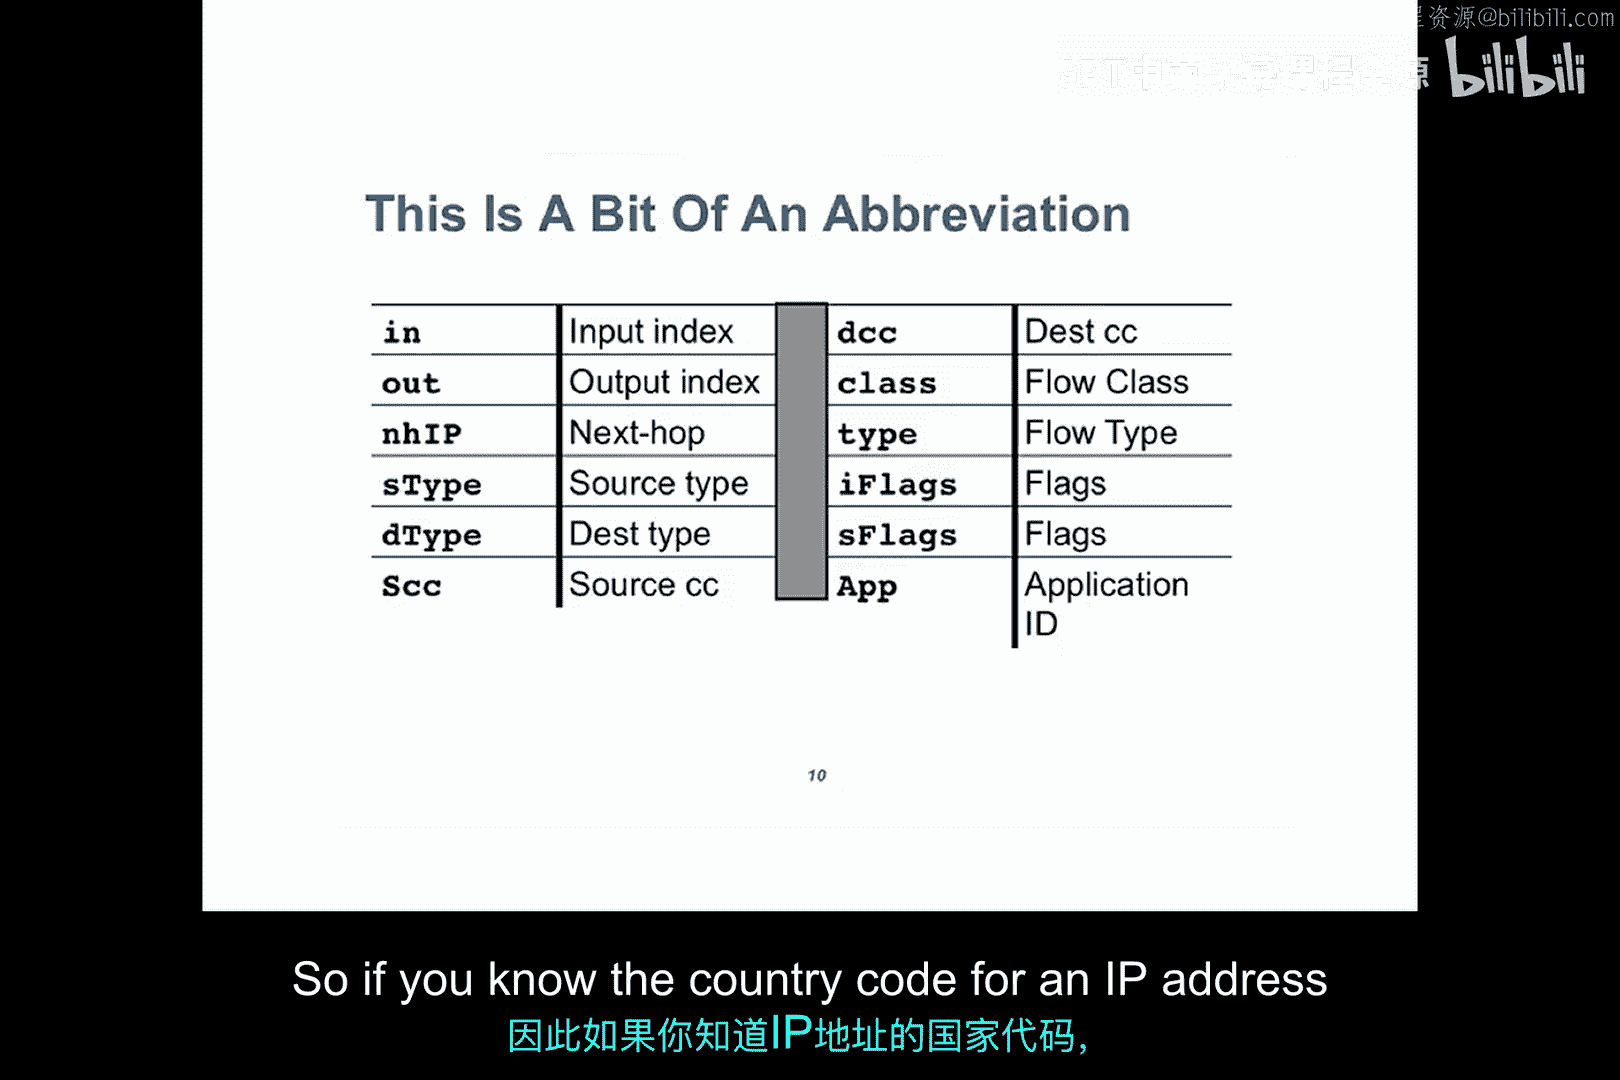 资源@bilibili.com
bilibili
This Is A Bit Of An Abbreviation
in Input index dcc Dest cc
out Output index class Flow Class
nhIP Next-hop type Flow Type
sType Source type iFlags Flags
dType Dest type sFlags Flags
Scc Source cc App Application
ID
10
So if you know the country code for an IP address
因此如果你知道IP地址的国家代码,